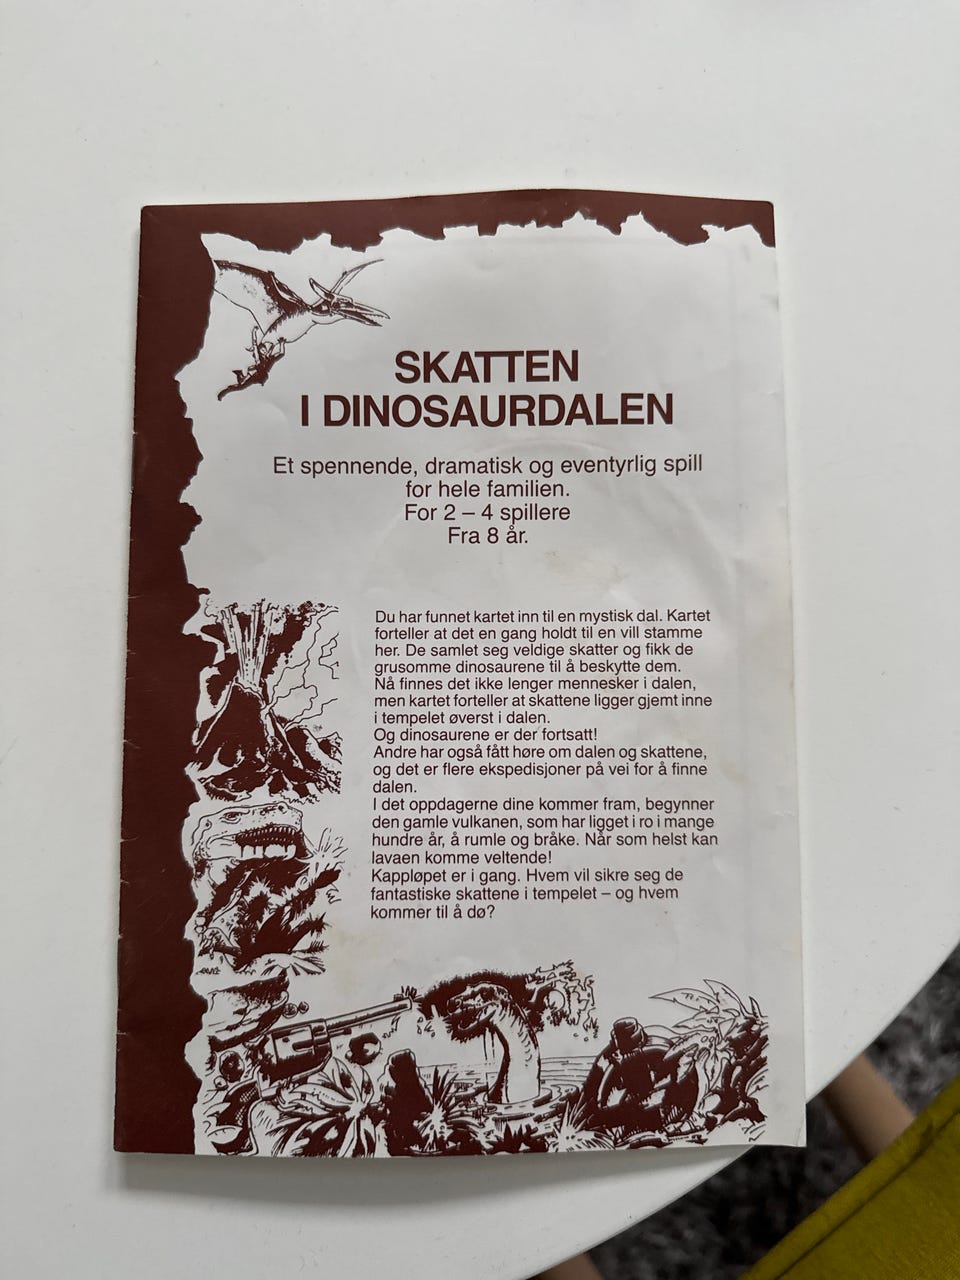 SKATTEN
I DINOSAURDALEN
Et spennende, dramatisk og eventyrlig spill
for hele familien.
For 2 – 4 spillere
Fra 8 år.
Du har funnet kartet inn til en mystisk dal. Kartet
forteller at det en gang holdt til en vill stamme
her. De samlet seg veldige skatter og fikk de
grusomme dinosaurene til å beskytte dem.
Nå finnes det ikke lenger mennesker i dalen,
men kartet forteller at skattene ligger gjemt inne
i tempelet øverst i dalen.
Og dinosaurene er der fortsatt!
Andre har også fått høre om dalen og skattene,
og det er flere ekspedisjoner på vei for å finne
dalen.
I det oppdagerne dine kommer fram, begynner
den gamle vulkanen, som har ligget i ro i mange
hundre år, å rumle og bråke. Når som helst kan
lavaen komme veltende!
Kappløpet er i gang. Hvem vil sikre seg de
fantastiske skattene i tempelet – og hvem
kommer til å dø?